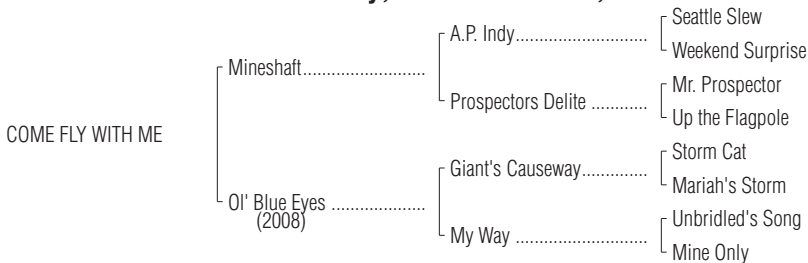 Seattle Slew
A.P. Indy..............................
Weekend Surprise
Mineshaft..........................
Mr. Prospector
Prospectors Delite ............
Up the Flagpole
COME FLY WITH ME
Storm Cat
Giant's Causeway..............
Mariah's Storm
Ol' Blue Eyes ....................
(2008)
Unbridled's Song
My Way ............................
Mine Only